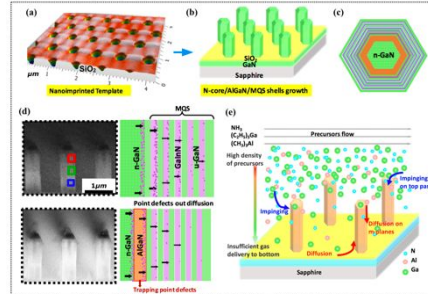 (a)
SiO₂
μm
Nanoimprinted Template
(b)
SiO₂
GaN
Sapphire
N-core/AlGaN/MQS shells growth
(c)
n-GaN
(d)
1μm
MQS
n-GaN
GaInN
u-GaN
Point defects out diffusion
n-GaN
AlGaN
Trapping point defects
(e)
NH₃
(C₂H₅)₃Ga
(CH₃)₃Al
Precursors flow
High density of
precursors
Impinging
on top part
Impinging
Diffusion on
m-planes
Insufficient gas
delivery to bottom
Diffusion
Sapphire
N
Al
Ga